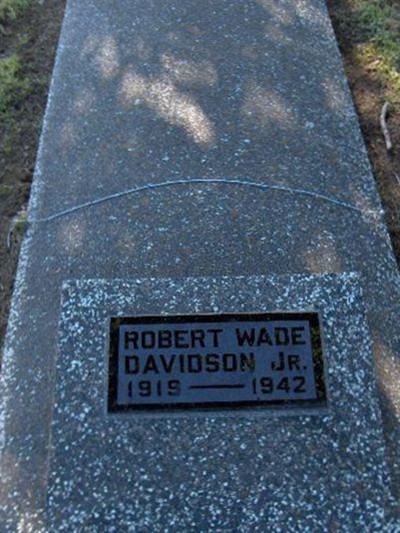 ROBERT WADE
DAVIDSON JR.
1919 — 1942